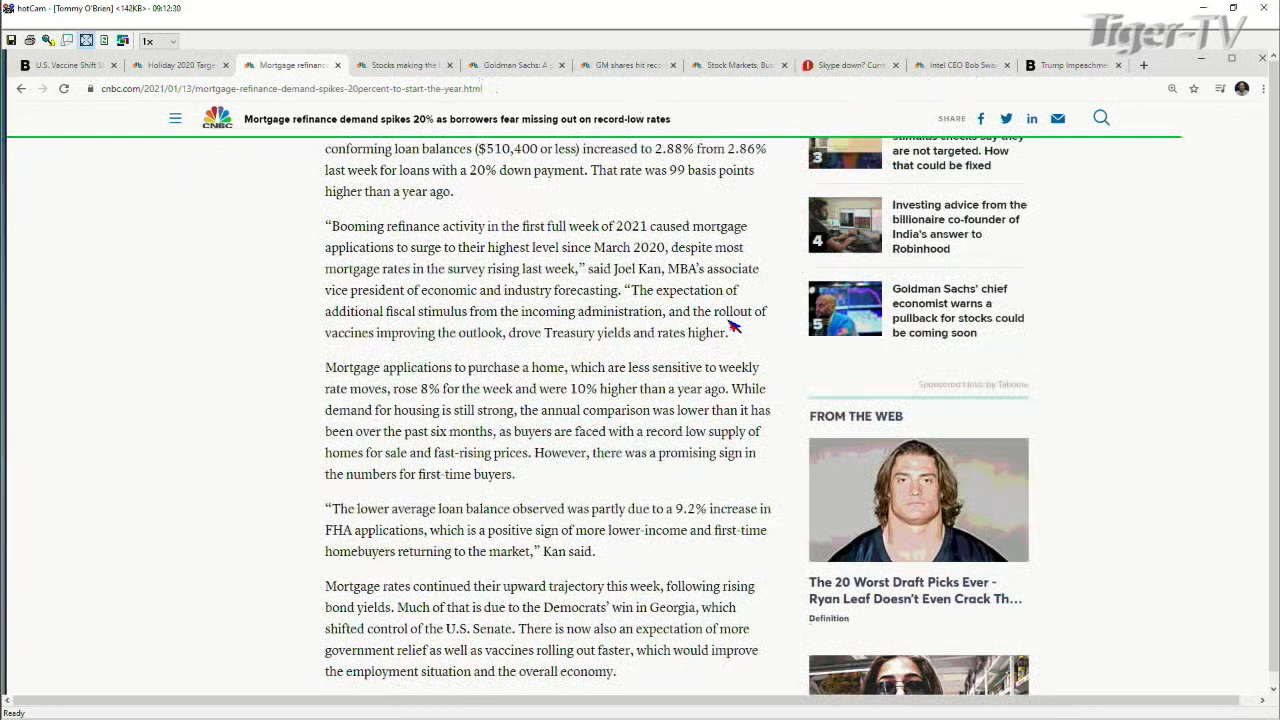 hotCam - [Tommy O'Brien] <148KB> - 09:12:30
Tiger-TV
1x
U.S. Vaccine Shift S
Holiday 2020 Targe
Mortgage refinanc
Stocks making the
Goldman Sachs: A
GM shares hit reco
Stock Markets, Bus
Skype down? Curre
Intel CEO Bob Swa
Trump Impeachme
cnbc.com/2021/01/13/mortgage-refinance-demand-spikes-20percent-to-start-the-year.html
CNBC
Mortgage refinance demand spikes 20% as borrowers fear missing out on record-low rates
SHARE
conforming loan balances ($510,400 or less) increased to 2.88% from 2.86%
last week for loans with a 20% down payment. That rate was 99 basis points
higher than a year ago.
“Booming refinance activity in the first full week of 2021 caused mortgage
applications to surge to their highest level since March 2020, despite most
mortgage rates in the survey rising last week,” said Joel Kan, MBA’s associate
vice president of economic and industry forecasting. “The expectation of
additional fiscal stimulus from the incoming administration, and the rollout of
vaccines improving the outlook, drove Treasury yields and rates higher.”
Mortgage applications to purchase a home, which are less sensitive to weekly
rate moves, rose 8% for the week and were 10% higher than a year ago. While
demand for housing is still strong, the annual comparison was lower than it has
been over the past six months, as buyers are faced with a record low supply of
homes for sale and fast-rising prices. However, there was a promising sign in
the numbers for first-time buyers.
“The lower average loan balance observed was partly due to a 9.2% increase in
FHA applications, which is a positive sign of more lower-income and first-time
homebuyers returning to the market,” Kan said.
Mortgage rates continued their upward trajectory this week, following rising
bond yields. Much of that is due to the Democrats’ win in Georgia, which
shifted control of the U.S. Senate. There is now also an expectation of more
government relief as well as vaccines rolling out faster, which would improve
the employment situation and the overall economy.
3
stimulus checks say they
are not targeted. How
that could be fixed
4
Investing advice from the
billionaire co-founder of
India's answer to
Robinhood
5
Goldman Sachs' chief
economist warns a
pullback for stocks could
be coming soon
Sponsored Links by Taboola
FROM THE WEB
The 20 Worst Draft Picks Ever -
Ryan Leaf Doesn't Even Crack Th...
Definition
Ready